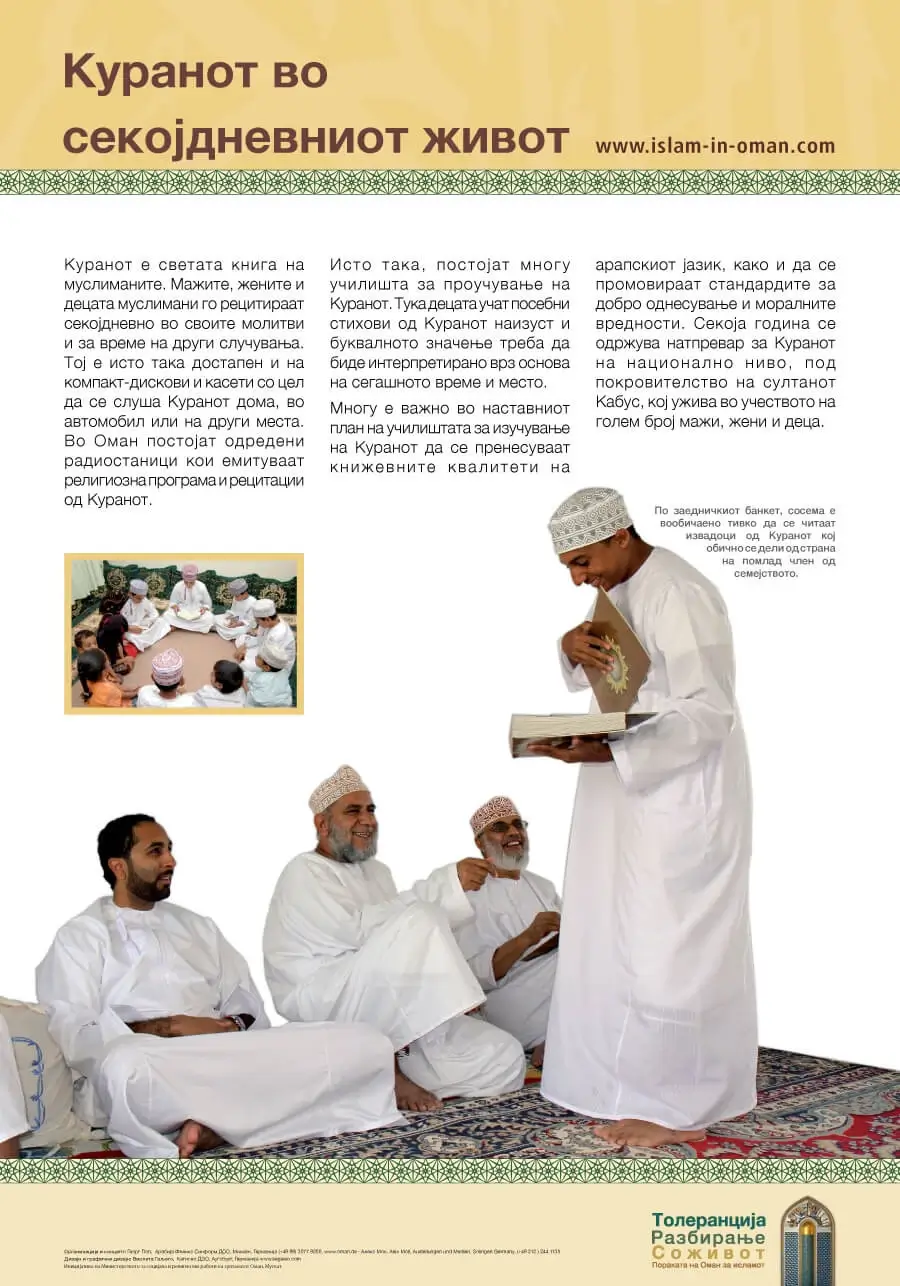 Куранот во
секојдневниот живот
www.islam-in-oman.com
Куранот е светата книга на
муслиманите. Мажите, жените и
децата муслимани го рецитираат
секојдневно во своите молитви
и за време на други случувања.
Тој е исто така достапен и на
компакт-дискови и касети со цел
да се слуша Куранот дома, во
автомобил или на други места.
Во Оман постојат одредени
радиостаници кои емитуваат
религиозна програма и рецитации
од Куранот.
Исто така, постојат многу
училишта за проучување на
Куранот. Тука децата учат посебни
стихови од Куранот наизуст и
буквалното значење треба да
биде интерпретирано врз основа
на сегашното време и место.
Многу е важно во наставниот
план на училиштата за изучување
на Куранот да се пренесуваат
книжевните квалитети на
арапскиот јазик, како и да се
промовираат стандардите за
добро однесување и моралните
вредности. Секоја година се
одржува натпревар за Куранот
на национално ниво, под
покровителство на султанот
Кабус, кој ужива во учеството на
голем број мажи, жени и деца.
По заедничкиот банкет, сосема е
вообичаено тивко да се читаат
извадоци од Куранот кој
обично се дели од страна
на помлад член од
семејството.
Толеранција
Разбирање
Соживот
Пораката на Оман за исламот